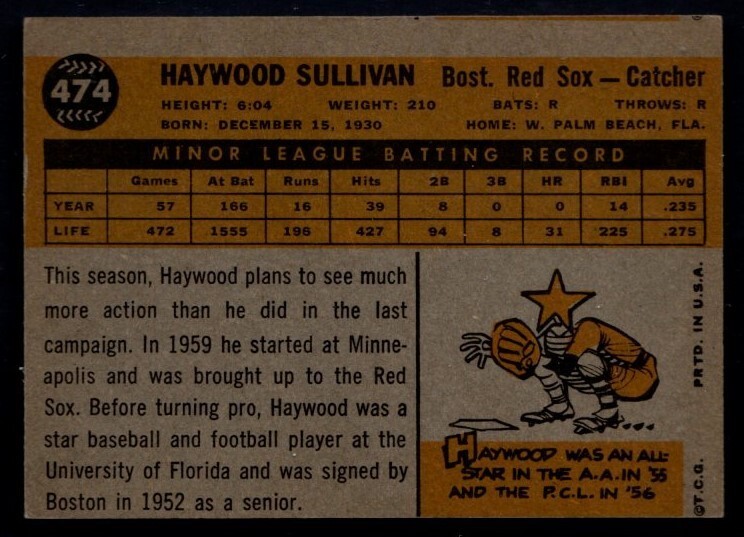 474
HAYWOOD SULLIVAN Bost. Red Sox — Catcher
HEIGHT: 6:04 WEIGHT: 210 BATS: R THROWS: R
BORN: DECEMBER 15, 1930 HOME: W. PALM BEACH, FLA.
MINOR LEAGUE BATTING RECORD
Games At Bat Runs Hits 2B 3B HR RBI Avg
YEAR 57 166 16 39 8 0 0 14 .235
LIFE 472 1555 196 427 94 8 31 225 .275
This season, Haywood plans to see much
more action than he did in the last
campaign. In 1959 he started at Minne-
apolis and was brought up to the Red
Sox. Before turning pro, Haywood was a
star baseball and football player at the
University of Florida and was signed by
Boston in 1952 as a senior.
HAYWOOD WAS AN ALL-
STAR IN THE A.A. IN '55
AND THE P.C.L. IN '56
©T.C.G. PRTD. IN U.S.A.